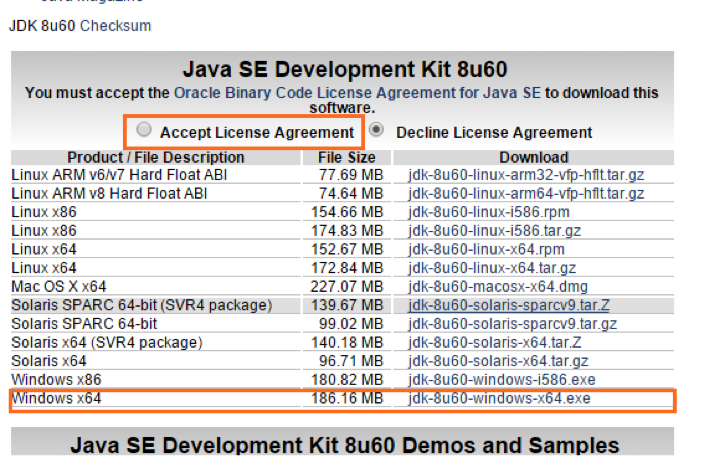 JDK 8u60 Checksum
Java SE Development Kit 8u60
You must accept the Oracle Binary Code License Agreement for Java SE to download this
software.
Accept License Agreement Decline License Agreement
Product / File Description File Size Download
Linux ARM v6/v7 Hard Float ABI 77.69 MB jdk-8u60-linux-arm32-vfp-hflt.tar.gz
Linux ARM v8 Hard Float ABI 74.64 MB jdk-8u60-linux-arm64-vfp-hflt.tar.gz
Linux x86 154.66 MB jdk-8u60-linux-i586.rpm
Linux x86 174.83 MB jdk-8u60-linux-i586.tar.gz
Linux x64 152.67 MB jdk-8u60-linux-x64.rpm
Linux x64 172.84 MB jdk-8u60-linux-x64.tar.gz
Mac OS X x64 227.07 MB jdk-8u60-macosx-x64.dmg
Solaris SPARC 64-bit (SVR4 package) 139.67 MB jdk-8u60-solaris-sparcv9.tar.Z
Solaris SPARC 64-bit 99.02 MB jdk-8u60-solaris-sparcv9.tar.gz
Solaris x64 (SVR4 package) 140.18 MB jdk-8u60-solaris-x64.tar.Z
Solaris x64 96.71 MB jdk-8u60-solaris-x64.tar.gz
Windows x86 180.82 MB jdk-8u60-windows-i586.exe
Windows x64 186.16 MB jdk-8u60-windows-x64.exe
Java SE Development Kit 8u60 Demos and Samples